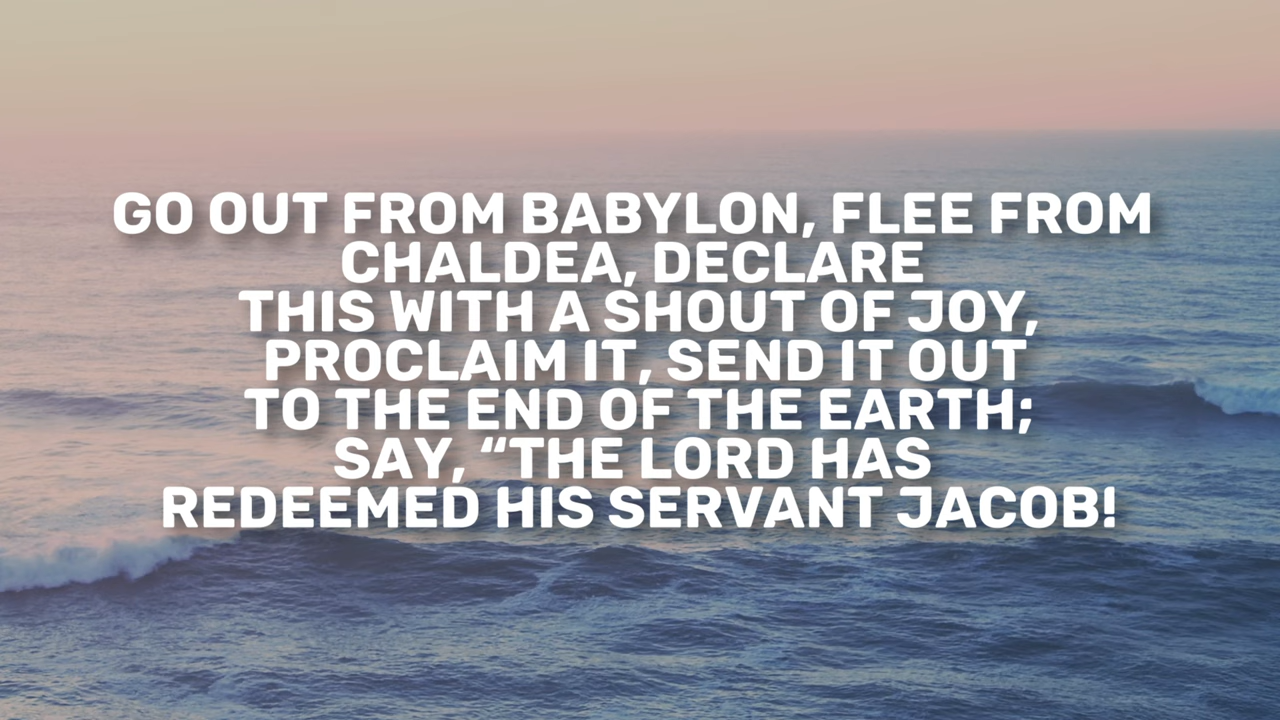 GO OUT FROM BABYLON, FLEE FROM
CHALDEA, DECLARE
THIS WITH A SHOUT OF JOY,
PROCLAIM IT, SEND IT OUT
TO THE END OF THE EARTH;
SAY, “THE LORD HAS
REDEEMED HIS SERVANT JACOB!